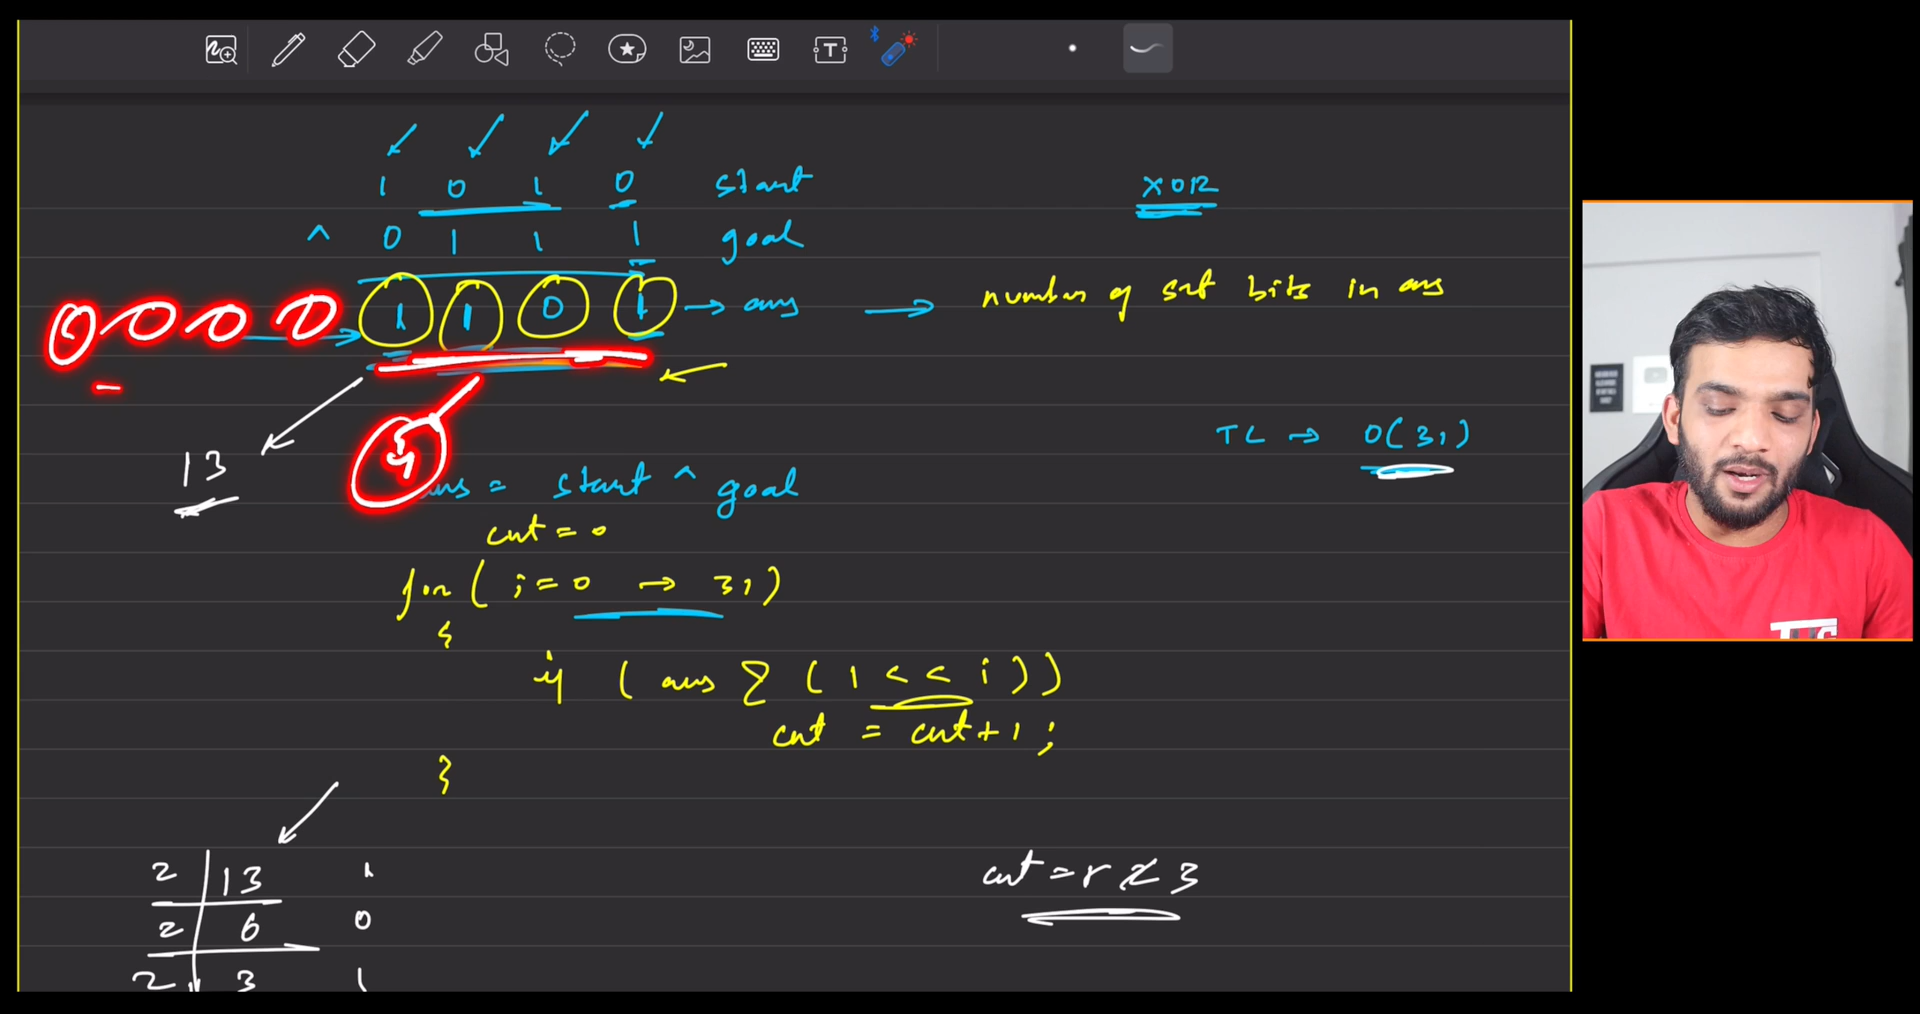 1 0 1 0 start
XOR
^ 0 1 1 1 goal
0 0 0 0 1 1 0 1 → ans → number of set bits in ans
TC → O(31)
13
= start ^ goal
cnt = 0
for ( i = 0 → 31)
{
if ( ans & ( 1 << i ) )
cnt = cnt + 1 ;
}
2 13 1
cnt = 3
2 6 0
2 3 1